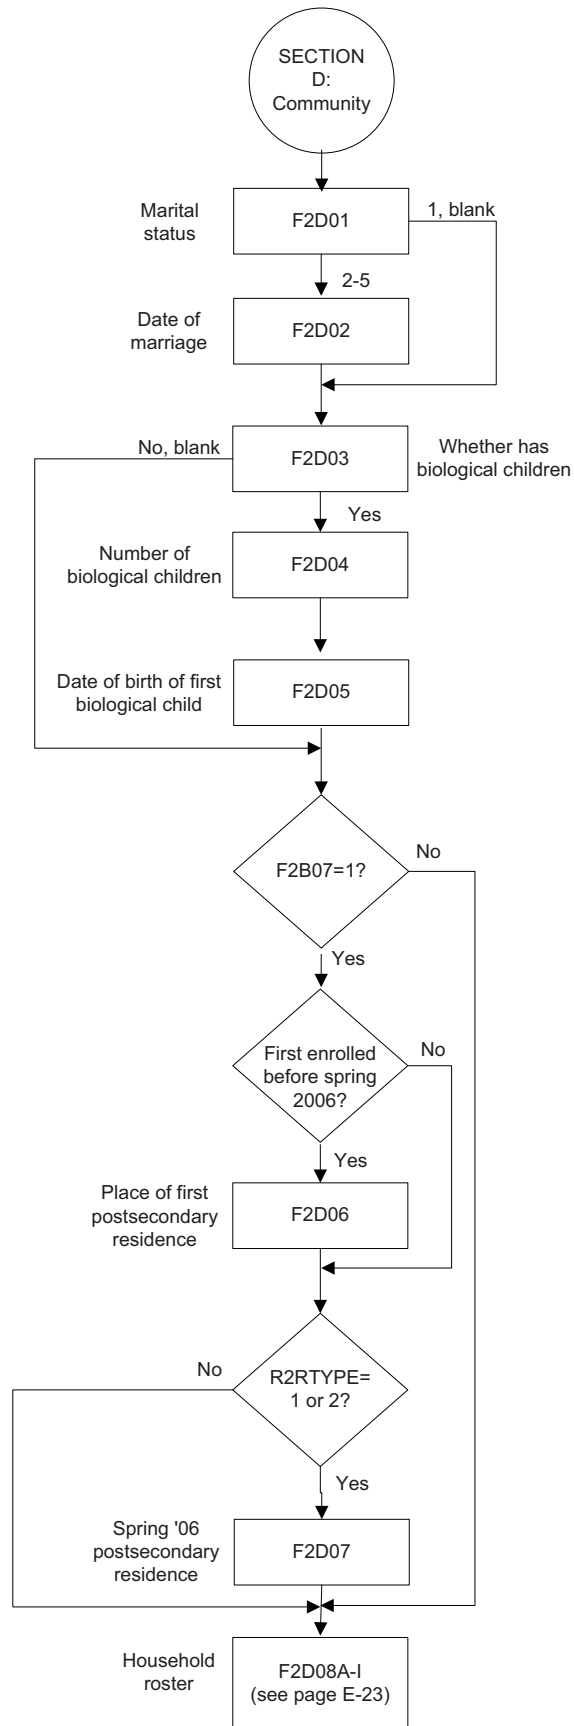 SECTION
D:
Community
Marital
status
F2D01
1, blank
2-5
Date of
marriage
F2D02
No, blank
F2D03
Whether has
biological children
Yes
Number of
biological children
F2D04
Date of birth of first
biological child
F2D05
F2B07=1?
No
Yes
First enrolled
before spring
2006?
No
Yes
Place of first
postsecondary
residence
F2D06
No
R2RTYPE=
1 or 2?
Yes
Spring '06
postsecondary
residence
F2D07
Household
roster
F2D08A-I
(see page E-23)